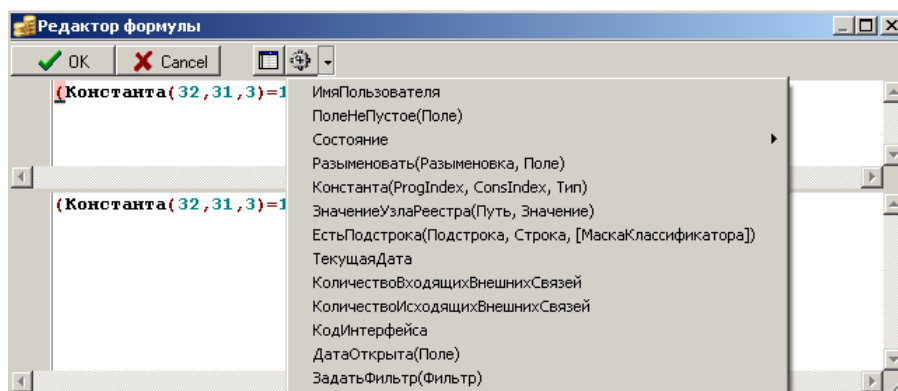 Редактор формулы
OK Cancel
(Константа(32,31,3)=1
ИмяПользователя
ПолеНеПустое(Поле)
Состояние
Разыменовать(Разыменовка, Поле)
Константа(ProgIndex, ConsIndex, Тип)
ЗначениеУзлаРеестра(Путь, Значение)
ЕстьПодстрока(Подстрока, Строка, [МаскаКлассификатора])
ТекущаяДата
КоличествоВходящихВнешнихСвязей
КоличествоИсходящихВнешнихСвязей
КодИнтерфейса
ДатаОткрыта(Поле)
ЗадатьФильтр(Фильтр)
(Константа(32,31,3)=1